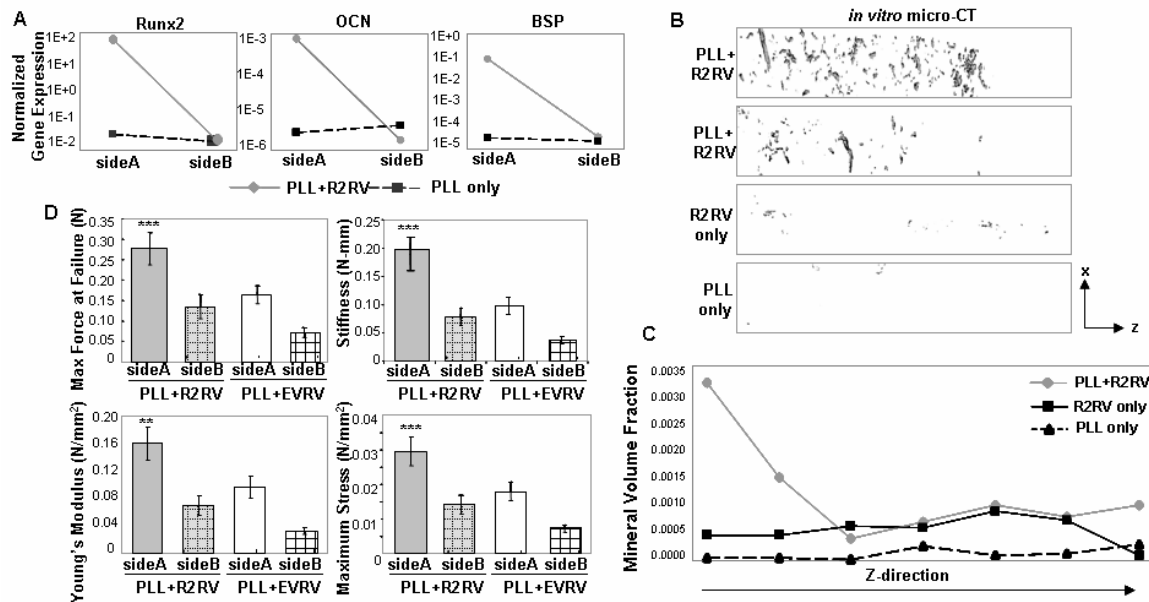 A
Runx2
OCN
BSP
Normalized
Gene Expression
1E+2
1E+1
1E+0
1E-1
1E-2
sideA sideB
1E-3
1E-4
1E-5
1E-6
sideA sideB
1E+0
1E-1
1E-2
1E-3
1E-4
1E-5
sideA sideB
PLL+R2RV
PLL only
B
in vitro micro-CT
PLL+
R2RV
PLL+
R2RV
R2RV
only
PLL
only
x
z
C
Mineral Volume Fraction
0.0035
0.0030
0.0025
0.0020
0.0015
0.0010
0.0005
0.0000
PLL+R2RV
R2RV only
PLL only
Z-direction
D
Max Force at Failure (N)
0.35
0.30
0.25
0.20
0.15
0.10
0.05
0
***
sideA sideB sideA sideB
PLL+R2RV PLL+EVRV
Stiffness (N-mm)
0.25
0.20
0.15
0.10
0.05
0
***
sideA sideB sideA sideB
PLL+R2RV PLL+EVRV
Young's Modulus (N/mm²)
0.16
0.12
0.08
0.04
0
**
sideA sideB sideA sideB
PLL+R2RV PLL+EVRV
Maximum Stress (N/mm²)
0.04
0.03
0.02
0.01
0
***
sideA sideB sideA sideB
PLL+R2RV PLL+EVRV